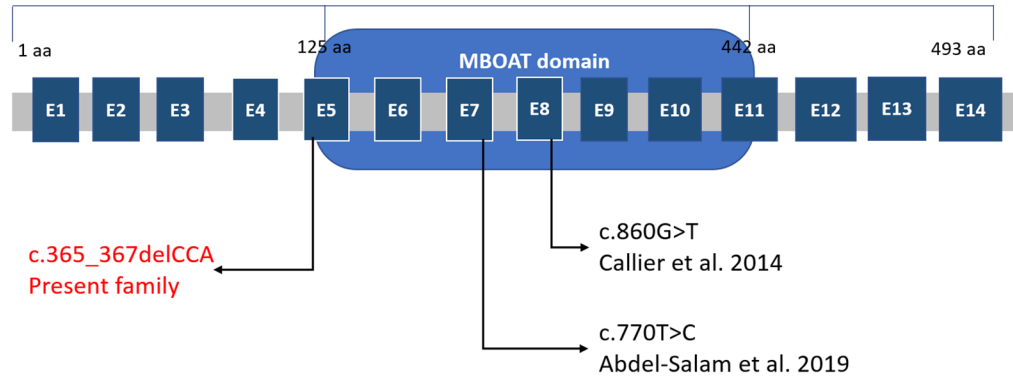 1 aa
125 aa
442 aa
493 aa
MBOAT domain
E1 E2 E3 E4 E5 E6 E7 E8 E9 E10 E11 E12 E13 E14
c.365_367delCCA
Present family
c.860G>T
Callier et al. 2014
c.770T>C
Abdel-Salam et al. 2019